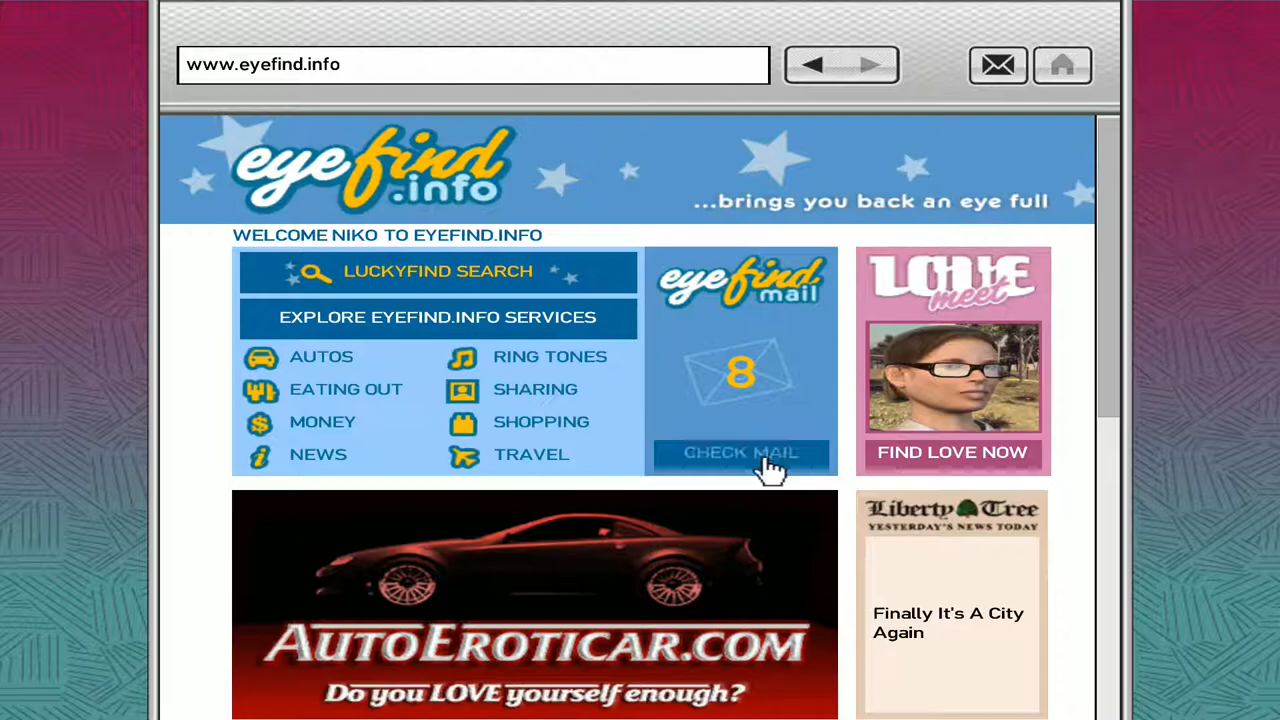 www.eyefind.info
eyefind
.info
...brings you back an eye full
WELCOME NIKO TO EYEFIND.INFO
LUCKYFIND SEARCH
EXPLORE EYEFIND.INFO SERVICES
AUTOS
RING TONES
EATING OUT
SHARING
MONEY
SHOPPING
NEWS
TRAVEL
eyefind
mail
8
CHECK MAIL
LOVE
meet
FIND LOVE NOW
AUTOEROTICAR.COM
Do you LOVE yourself enough?
Liberty Tree
YESTERDAY'S NEWS TODAY
Finally It's A City
Again